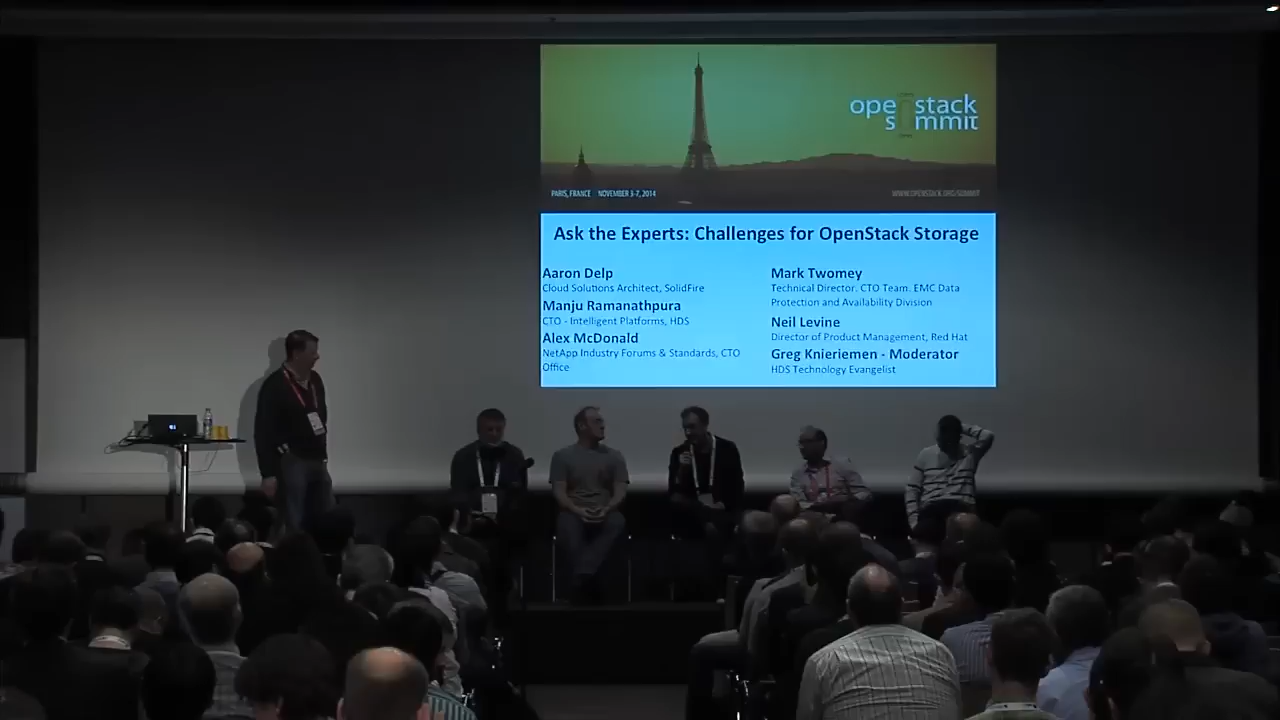 openstack
summit
PARIS, FRANCE NOVEMBER 3-7, 2014
WWW.OPENSTACK.ORG/SUMMIT
Ask the Experts: Challenges for OpenStack Storage
Aaron Delp
Cloud Solutions Architect, SolidFire
Manju Ramanathpura
CTO - Intelligent Platforms, HDS
Alex McDonald
NetApp Industry Forums & Standards, CTO
Office
Mark Twomey
Technical Director. CTO Team. EMC Data
Protection and Availability Division
Neil Levine
Director of Product Management, Red Hat
Greg Knieriemen - Moderator
HDS Technology Evangelist